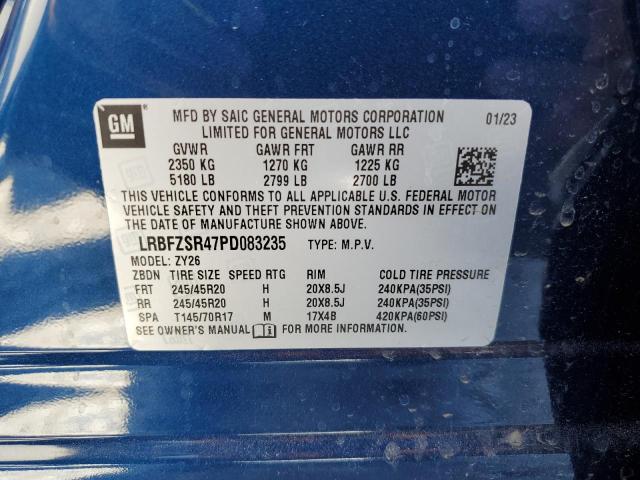 GM
MFD BY SAIC GENERAL MOTORS CORPORATION 01/23
LIMITED FOR GENERAL MOTORS LLC
GVWR GAWR FRT GAWR RR
2350 KG 1270 KG 1225 KG
5180 LB 2799 LB 2700 LB
THIS VEHICLE CONFORMS TO ALL APPLICABLE U.S. FEDERAL MOTOR
VEHICLE SAFETY AND THEFT PREVENTION STANDARDS IN EFFECT ON
THE DATE OF MANUFACTURE SHOWN ABOVE.
LRBFZSR47PD083235 TYPE: M.P.V.
MODEL: ZY26
ZBDN TIRE SIZE SPEED RTG RIM COLD TIRE PRESSURE
FRT 245/45R20 H 20X8.5J 240KPA(35PSI)
RR 245/45R20 H 20X8.5J 240KPA(35PSI)
SPA T145/70R17 M 17X4B 420KPA(60PSI)
SEE OWNER'S MANUAL FOR MORE INFORMATION.